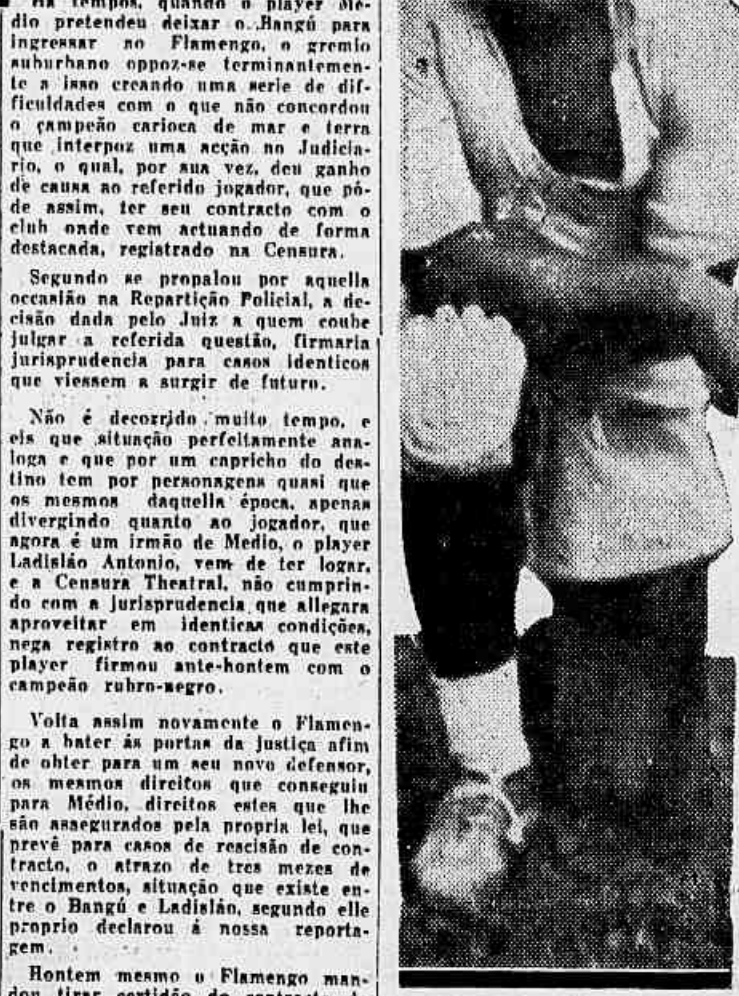 Ha tempos, quando o player Mé-
dio pretendeu deixar o Bangú para
ingressar no Flamengo, o gremio
suburbano oppoz-se terminantemen-
te a isso creando uma serie de dif-
ficuldades com o que não concordou
o campeão carioca de mar e terra
que interpoz uma acção no Judicia-
rio, o qual, por sua vez, deu ganho
de causa ao referido jogador, que pô-
de assim, ter seu contracto com o
club onde vem actuando de forma
destacada, registrado na Censura.
Segundo se propalou por aquella
occasião na Repartição Policial, a de-
cisão dada pelo Juiz a quem coube
julgar a referida questão, firmaria
jurisprudencia para casos identicos
que viessem a surgir de futuro.
Não é decorrido muito tempo, e
eis que situação perfeitamente ana-
loga e que por um capricho do des-
tino tem por personagens quasi que
os mesmos daquella época, apenas
divergindo quanto ao jogador, que
agora é um irmão de Medio, o player
Ladisláo Antonio, vem de ter logar,
e a Censura Theatral, não cumprin-
do com a jurisprudencia que allegara
aproveitar em identicas condições,
nega registro ao contracto que este
player firmou ante-hontem com o
campeão rubro-negro.
Volta assim novamente o Flamen-
go a bater ás portas da Justiça afim
de obter para um seu novo defensor,
os mesmos direitos que conseguiu
para Médio, direitos estes que lhe
são assegurados pela propria lei, que
prevê para casos de rescisão de con-
tracto, o atrazo de tres mezes de
vencimentos, situação que existe en-
tre o Bangú e Ladisláo, segundo elle
proprio declarou á nossa reporta-
gem.
Hontem mesmo o Flamengo man-
dou tirar certidão do contracto